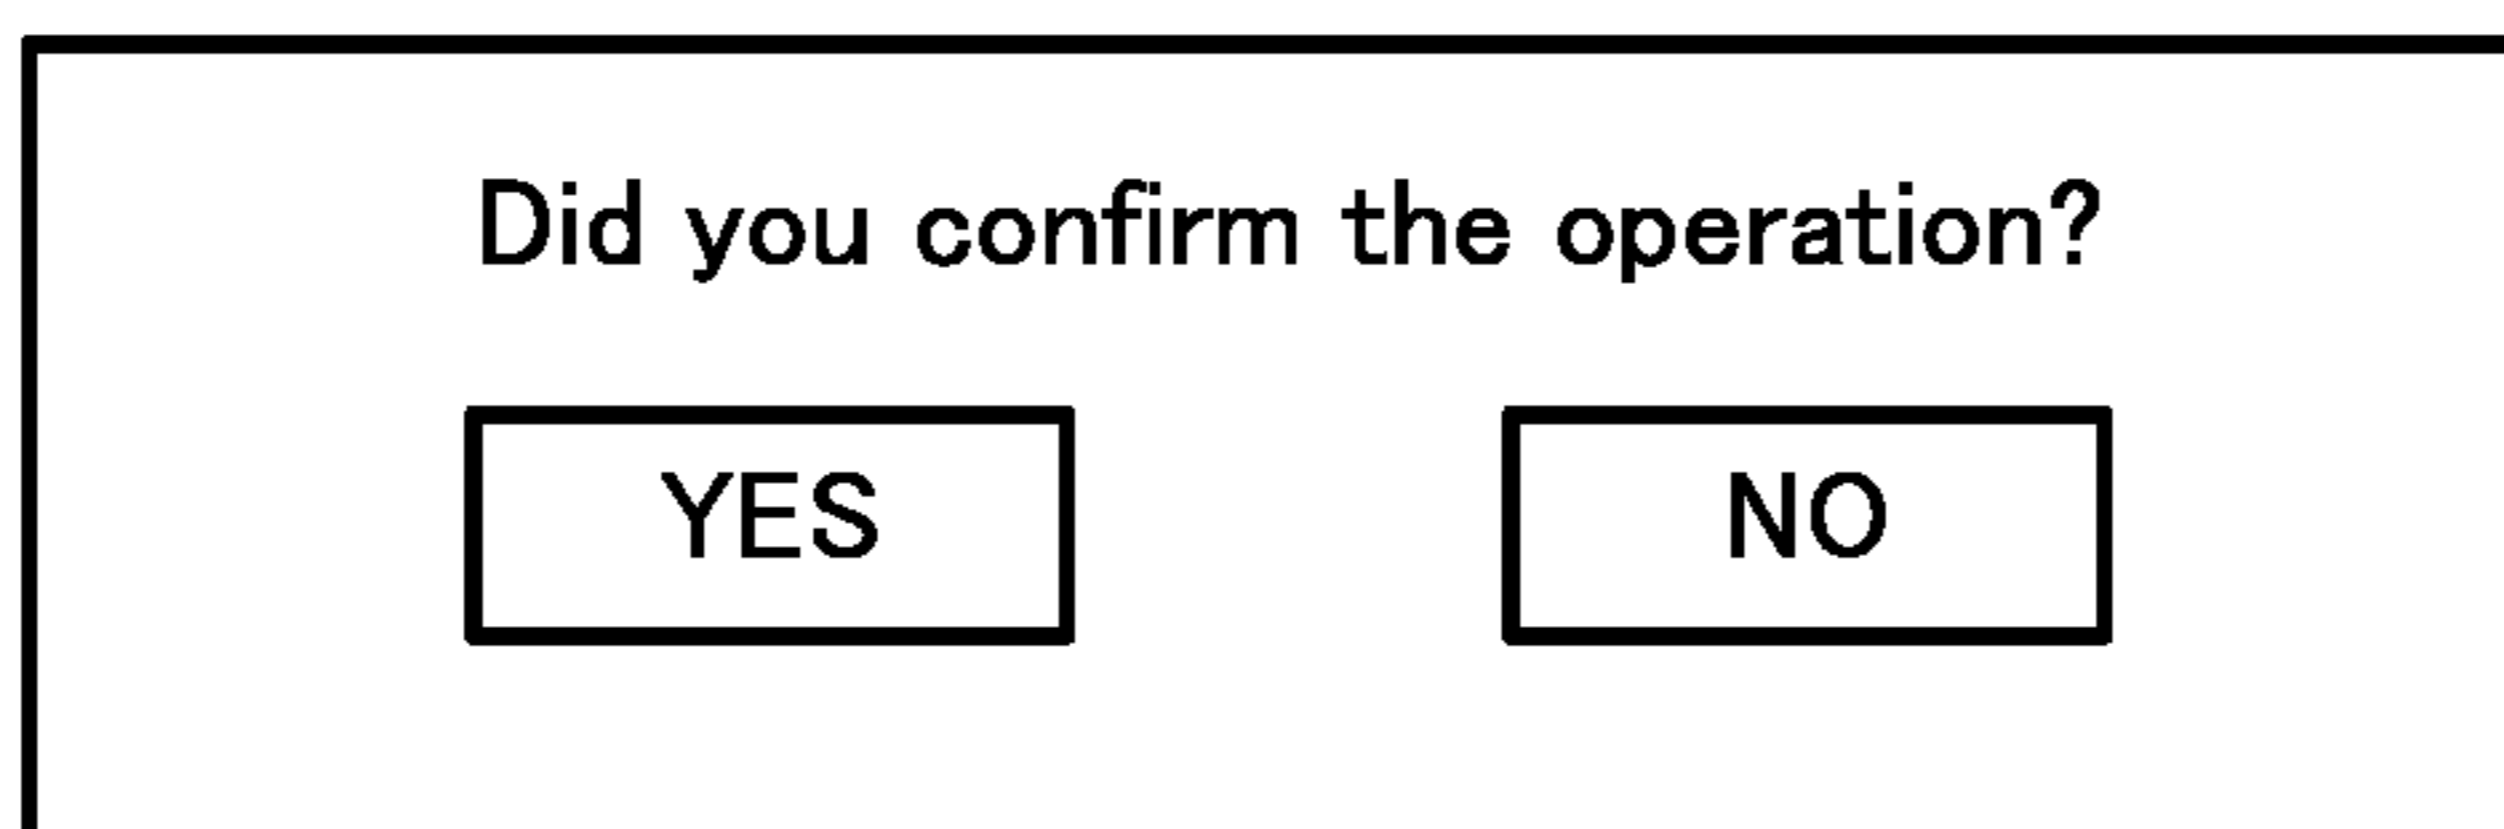 Did you confirm the operation?
YES NO